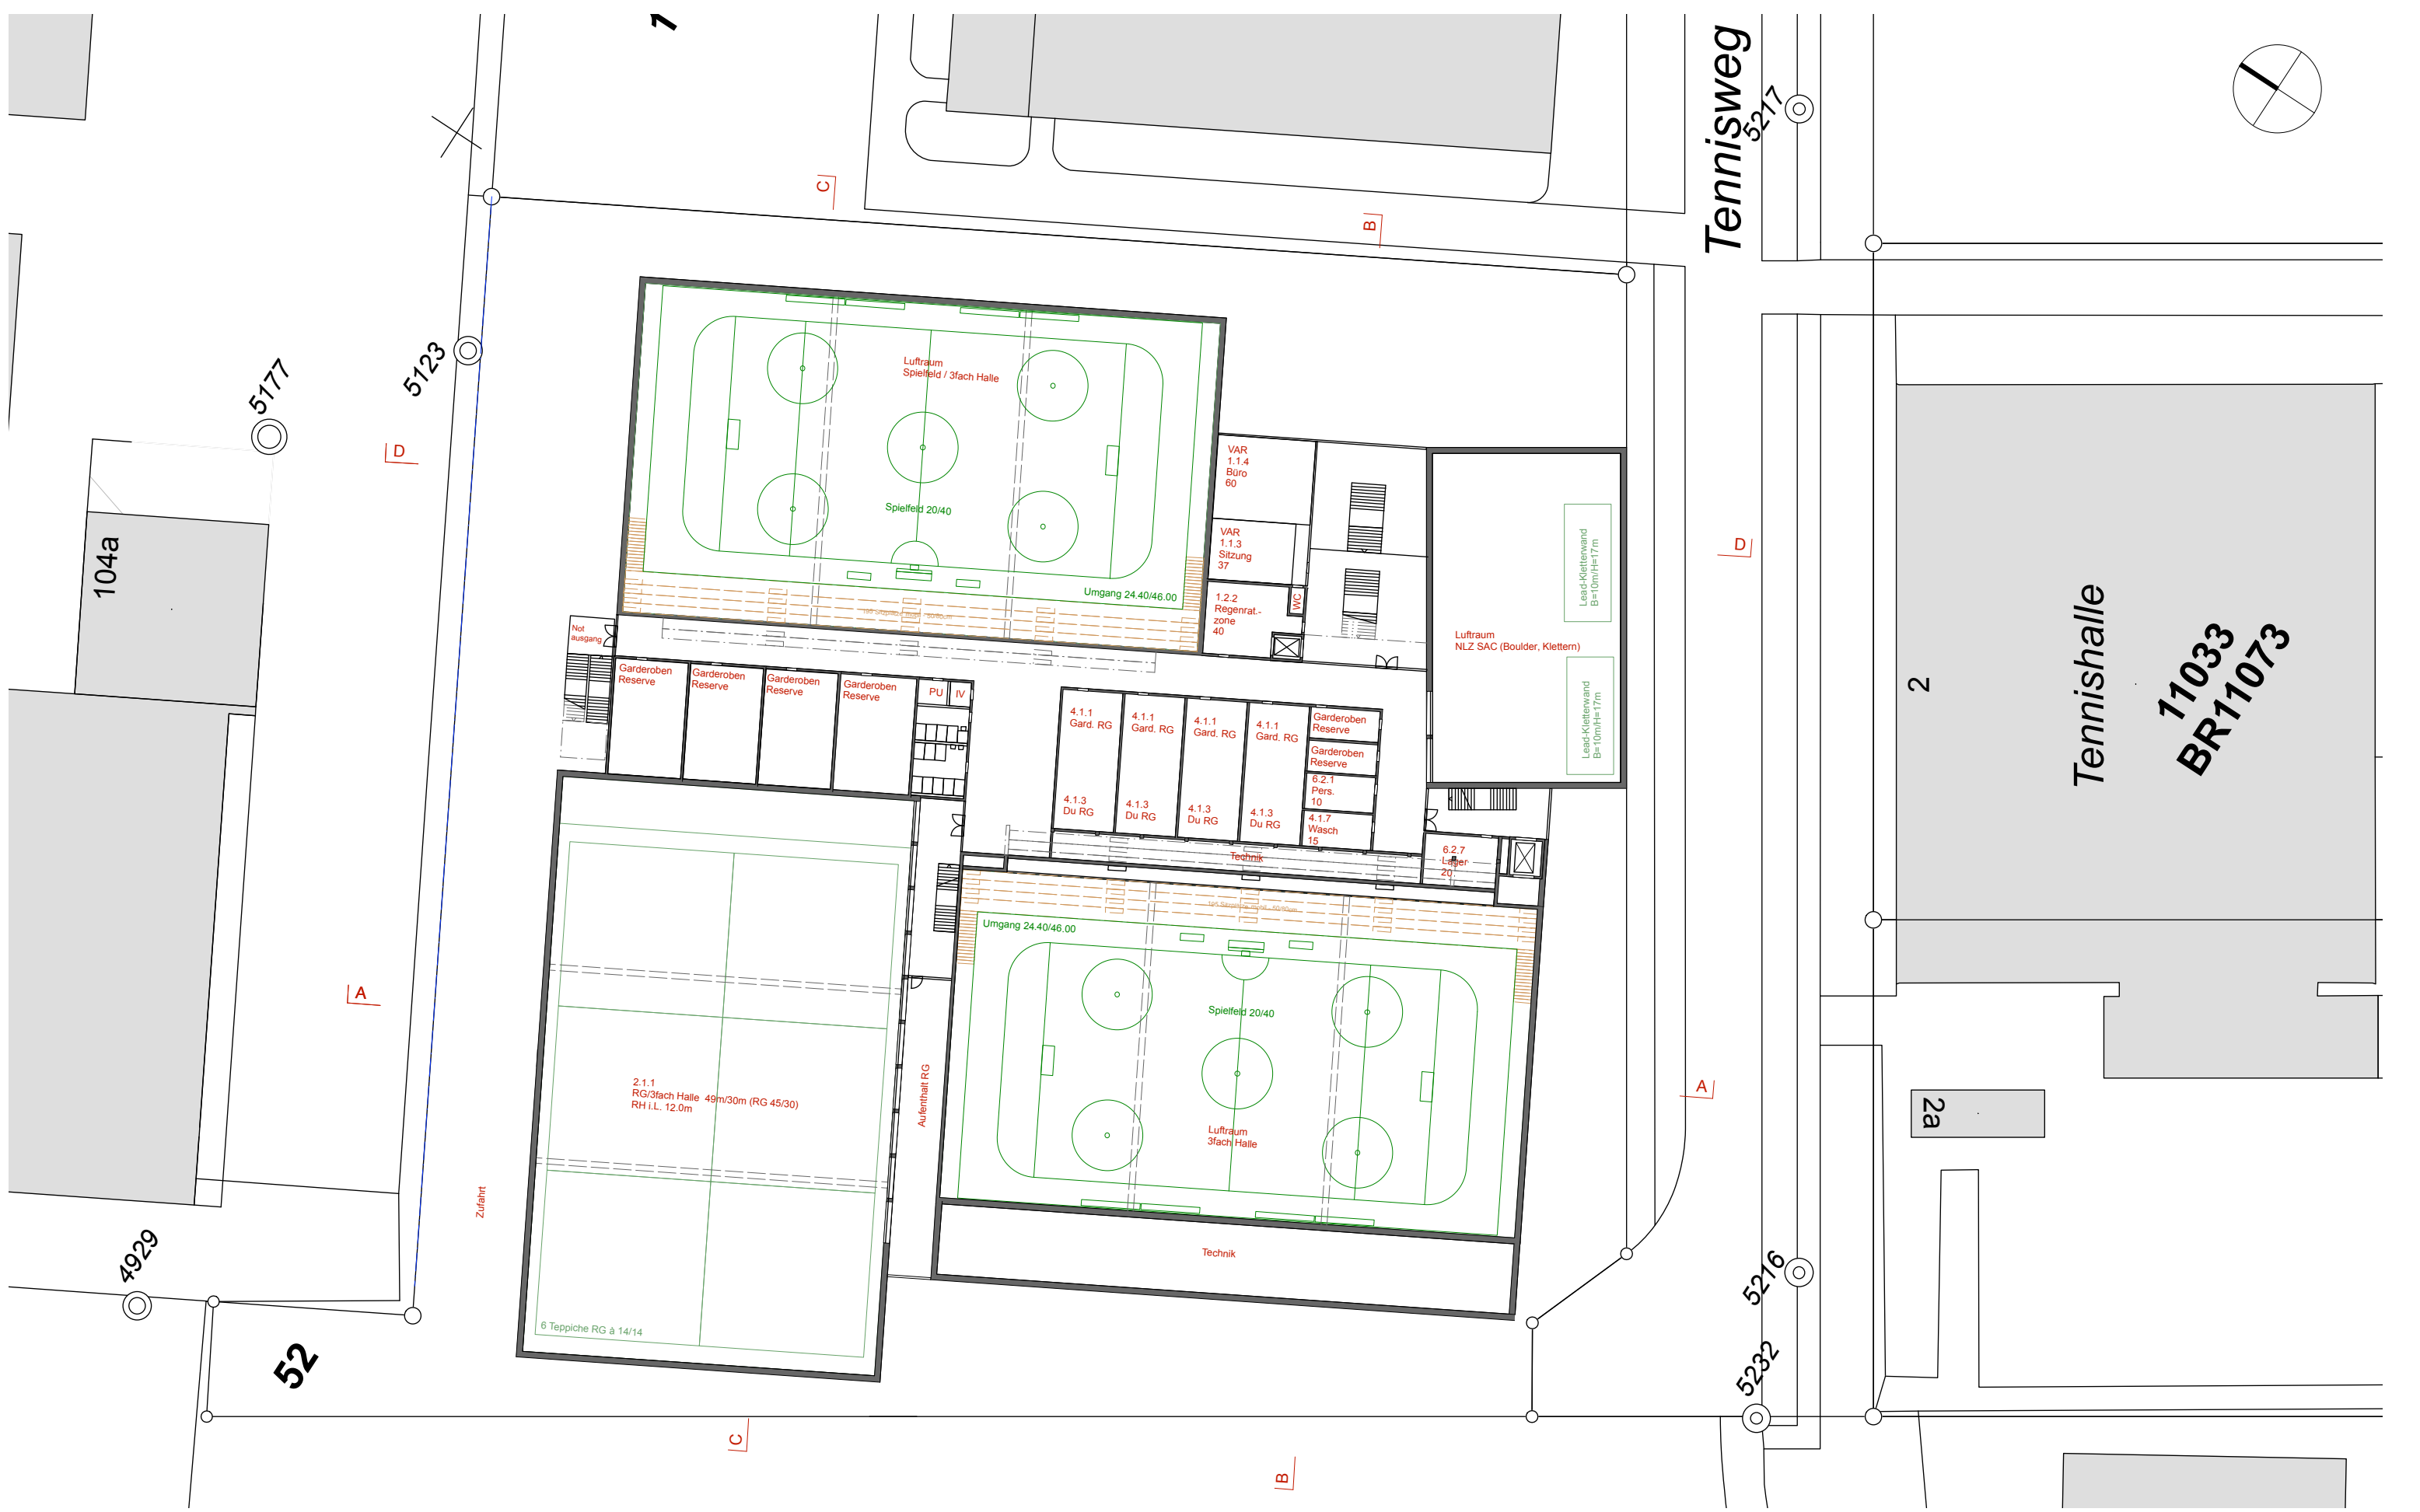 Tennisweg
5217
C
B
5177
5123
D
Luftraum
Spielfeld / 3fach Halle
Spielfeld 20/40
Umgang 24.40/46.00
VAR
1.1.4
Büro
60
VAR
1.1.3
Sitzung
37
1.2.2
Regenrat.-
zone
40
WC
Lead-Kletterwand
B=10m/H=17m
Luftraum
NLZ SAC (Boulder, Klettern)
Lead-Kletterwand
B=10m/H=17m
D
104a
Not
ausgang
Garderoben
Reserve
Garderoben
Reserve
Garderoben
Reserve
Garderoben
Reserve
PU
IV
4.1.1
Gard. RG
4.1.1
Gard. RG
4.1.1
Gard. RG
4.1.1
Gard. RG
Garderoben
Reserve
Garderoben
Reserve
6.2.1
Pers.
10
4.1.7
Wasch
15
4.1.3
Du RG
4.1.3
Du RG
4.1.3
Du RG
4.1.3
Du RG
Technik
6.2.7
Lager
20
2
Tennishalle
11033
BR11073
A
Umgang 24.40/46.00
Spielfeld 20/40
2.1.1
RG/3fach Halle 49m/30m (RG 45/30)
RH i.L. 12.0m
Aufenthalt RG
Luftraum
3fach Halle
A
2a
Zufahrt
Technik
4929
6 Teppiche RG à 14/14
52
5216
5232
C
B